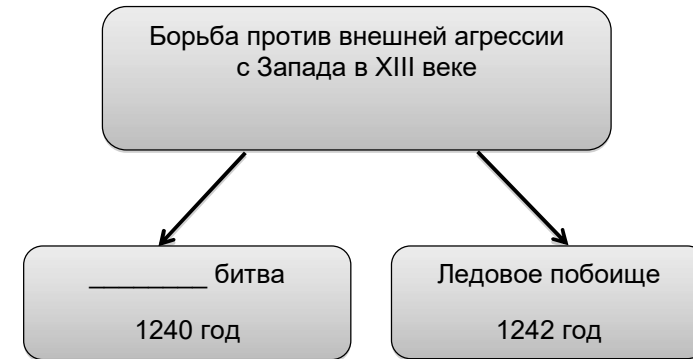 Борьба против внешней агрессии
с Запада в XIII веке
________ битва
1240 год
Ледовое побоище
1242 год